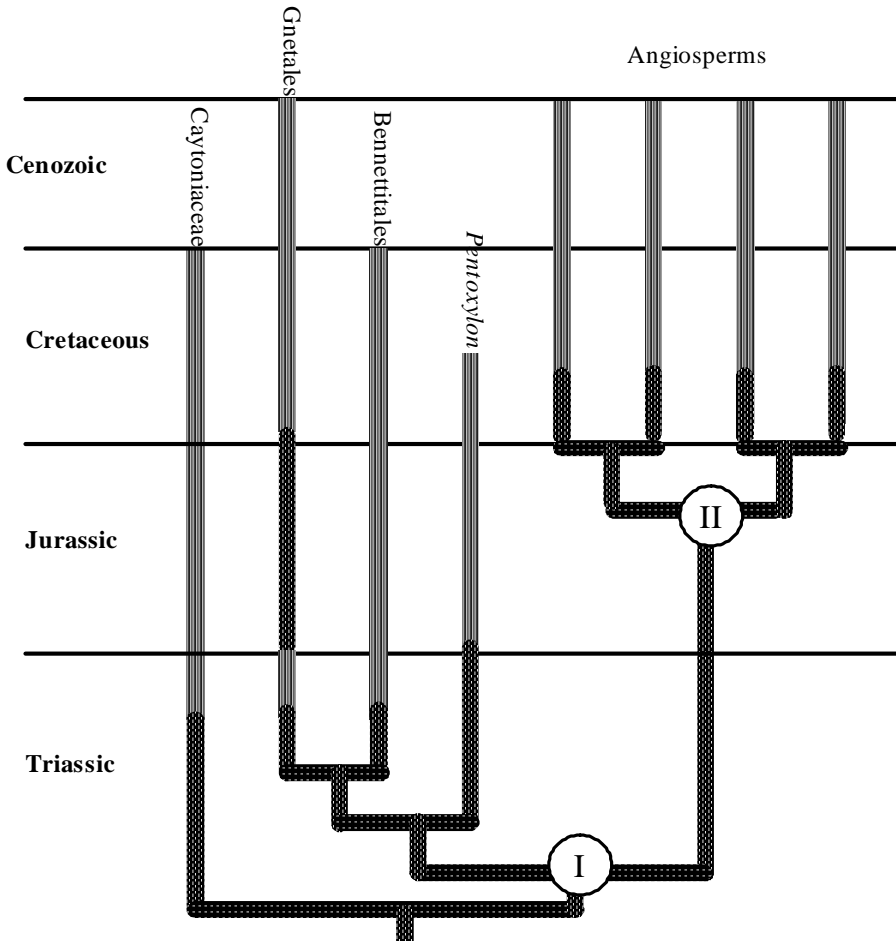 Gnetales
Angiosperms
Caytoniaceae
Bennettitales
Cenozoic
Pentoxylon
Cretaceous
II
Jurassic
Triassic
I